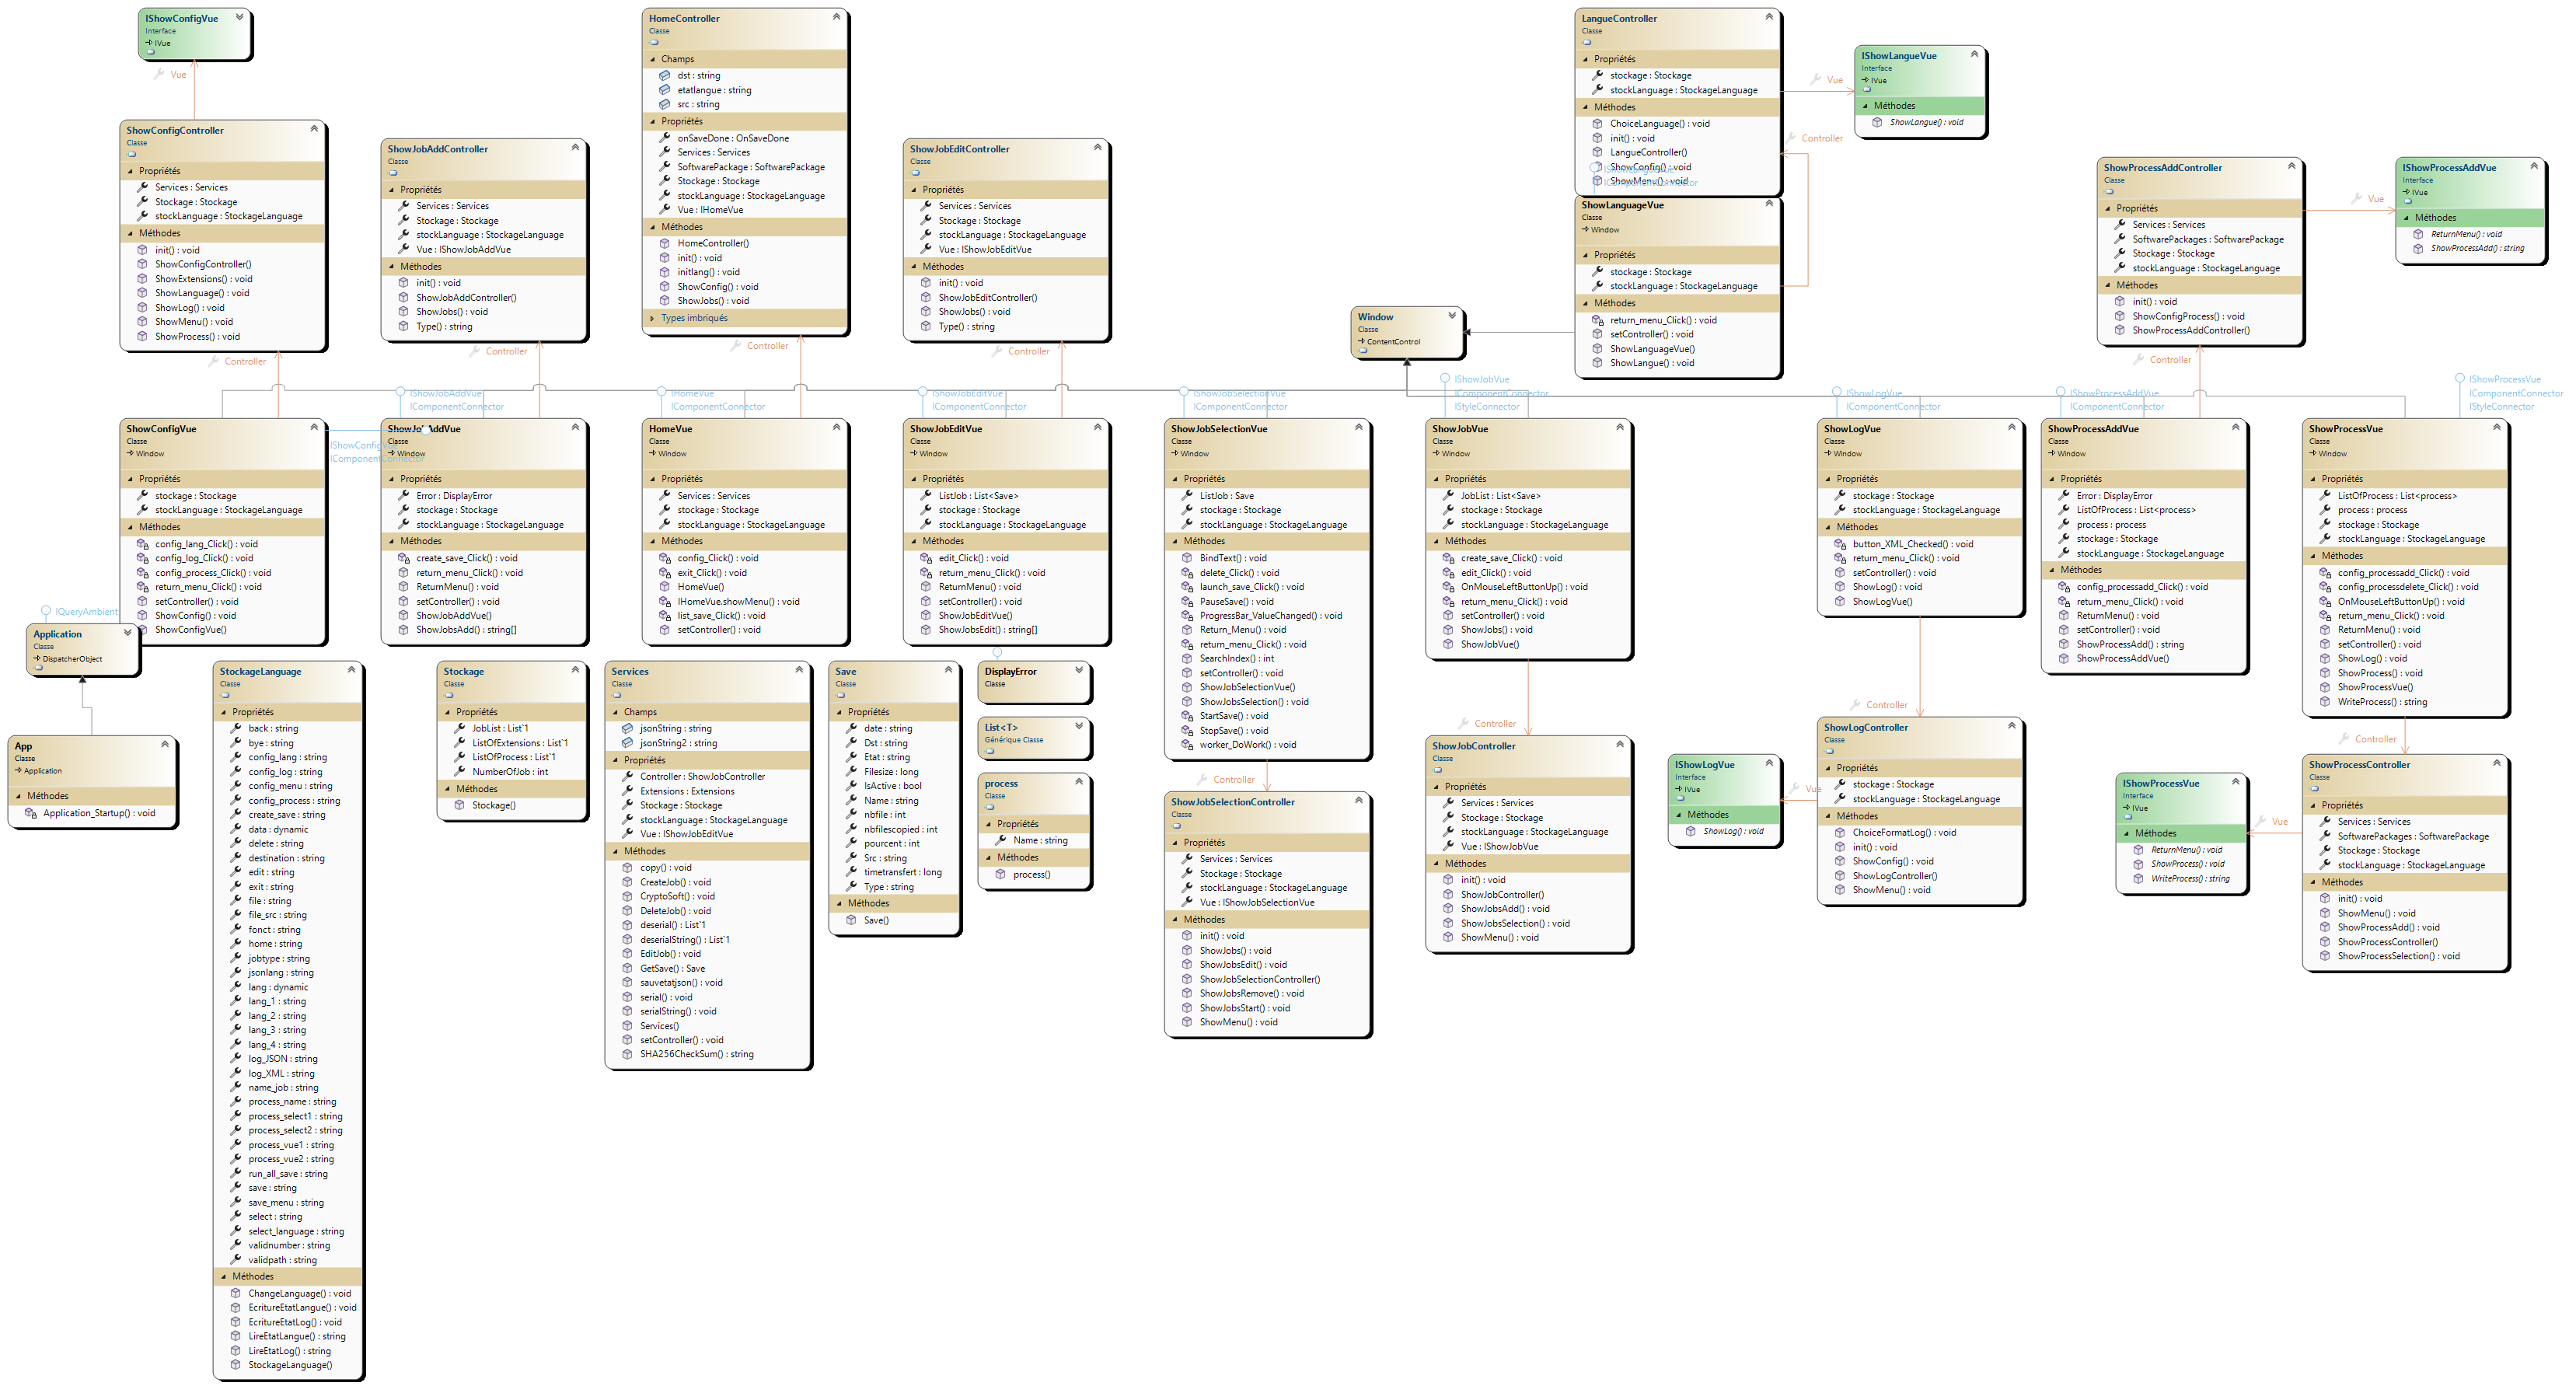 IShowConfigVue
Interface
IVue
Vue
ShowConfigController
Classe
Propriétés
Services : Services
Stockage : Stockage
stockLanguage : StockageLanguage
Méthodes
init() : void
ShowConfigController()
ShowExtensions() : void
ShowLanguage() : void
ShowLog() : void
ShowMenu() : void
ShowProcess() : void
Controller
ShowJobAddController
Classe
Propriétés
Services : Services
Stockage : Stockage
stockLanguage : StockageLanguage
Vue : IShowJobAddVue
Méthodes
init() : void
ShowJobAddController()
ShowJobs() : void
Type() : string
Controller
HomeController
Classe
Champs
dst : string
etatlangue : string
src : string
Propriétés
onSaveDone : OnSaveDone
Services : Services
SoftwarePackage : SoftwarePackage
Stockage : Stockage
stockLanguage : StockageLanguage
Vue : IHomeVue
Méthodes
HomeController()
init() : void
initlang() : void
ShowConfig() : void
ShowJobs() : void
Types imbriqués
Controller
ShowJobEditController
Classe
Propriétés
Services : Services
Stockage : Stockage
stockLanguage : StockageLanguage
Vue : IShowJobEditVue
Méthodes
init() : void
ShowJobEditController()
ShowJobs() : void
Type() : string
Controller
LangueController
Classe
Propriétés
stockage : Stockage
stockLanguage : StockageLanguage
Méthodes
ChoiceLanguage() : void
init() : void
LangueController()
ShowConfig() : void
ShowMenu() : void
Vue
IShowLangueVue
Interface
IVue
Méthodes
ShowLangue() : void
Controller
ShowLanguageVue
Classe
Window
Propriétés
stockage : Stockage
stockLanguage : StockageLanguage
Méthodes
return_menu_Click() : void
setController() : void
ShowLanguageVue()
ShowLangue() : void
Window
Classe
ContentControl
ShowProcessAddController
Classe
Propriétés
Services : Services
SoftwarePackages : SoftwarePackage
Stockage : Stockage
stockLanguage : StockageLanguage
Méthodes
init() : void
ShowConfigProcess() : void
ShowProcessAddController()
Vue
IShowProcessAddVue
Interface
IVue
Méthodes
ReturnMenu() : void
ShowProcessAdd() : string
Controller
ShowConfigVue
Classe
Window
Propriétés
stockage : Stockage
stockLanguage : StockageLanguage
Méthodes
config_lang_Click() : void
config_log_Click() : void
config_process_Click() : void
return_menu_Click() : void
setController() : void
ShowConfig() : void
ShowConfigVue()
IShowJobAddVue
IComponentConnector
ShowJobAddVue
Classe
Window
Propriétés
Error : DisplayError
stockage : Stockage
stockLanguage : StockageLanguage
Méthodes
create_save_Click() : void
return_menu_Click() : void
ReturnMenu() : void
setController() : void
ShowJobAddVue()
ShowJobsAdd() : string[]
IHomeVue
IComponentConnector
HomeVue
Classe
Window
Propriétés
Services : Services
stockage : Stockage
stockLanguage : StockageLanguage
Méthodes
config_Click() : void
exit_Click() : void
HomeVue()
IHomeVue.showMenu() : void
list_save_Click() : void
setController() : void
IShowJobEditVue
IComponentConnector
ShowJobEditVue
Classe
Window
Propriétés
ListJob : List<Save>
stockage : Stockage
stockLanguage : StockageLanguage
Méthodes
edit_Click() : void
return_menu_Click() : void
ReturnMenu() : void
setController() : void
ShowJobEditVue()
ShowJobsEdit() : string[]
IShowJobSelectionVue
IComponentConnector
ShowJobSelectionVue
Classe
Window
Propriétés
ListJob : Save
stockage : Stockage
stockLanguage : StockageLanguage
Méthodes
BindText() : void
delete_Click() : void
launch_save_Click() : void
PauseSave() : void
ProgressBar_ValueChanged() : void
Return_Menu() : void
return_menu_Click() : void
SearchIndex() : int
setController() : void
ShowJobSelectionVue()
ShowJobsSelection() : void
StartSave() : void
StopSave() : void
worker_DoWork() : void
Controller
IShowJobVue
IComponentConnector
IStyleConnector
ShowJobVue
Classe
Window
Propriétés
JobList : List<Save>
stockage : Stockage
stockLanguage : StockageLanguage
Méthodes
create_save_Click() : void
edit_Click() : void
OnMouseLeftButtonUp() : void
return_menu_Click() : void
setController() : void
ShowJobs() : void
ShowJobVue()
Controller
IShowLogVue
IComponentConnector
ShowLogVue
Classe
Window
Propriétés
stockage : Stockage
stockLanguage : StockageLanguage
Méthodes
button_XML_Checked() : void
return_menu_Click() : void
setController() : void
ShowLog() : void
ShowLogVue()
Controller
IShowProcessAddVue
IComponentConnector
ShowProcessAddVue
Classe
Window
Propriétés
Error : DisplayError
ListOfProcess : List<process>
process : process
stockage : Stockage
stockLanguage : StockageLanguage
Méthodes
config_processadd_Click() : void
return_menu_Click() : void
ReturnMenu() : void
setController() : void
ShowProcessAdd() : string
ShowProcessAddVue()
IShowProcessVue
IComponentConnector
IStyleConnector
ShowProcessVue
Classe
Window
Propriétés
ListOfProcess : List<process>
process : process
stockage : Stockage
stockLanguage : StockageLanguage
Méthodes
config_processadd_Click() : void
config_processdelete_Click() : void
OnMouseLeftButtonUp() : void
return_menu_Click() : void
ReturnMenu() : void
setController() : void
ShowLog() : void
ShowProcess() : void
ShowProcessVue()
WriteProcess() : string
Controller
IQueryAmbient
Application
Classe
DispatcherObject
App
Classe
Application
Méthodes
Application_Startup() : void
StockageLanguage
Classe
Propriétés
back : string
bye : string
config_lang : string
config_log : string
config_menu : string
config_process : string
create_save : string
data : dynamic
delete : string
destination : string
edit : string
exit : string
file : string
file_src : string
fonct : string
home : string
jobtype : string
jsonlang : string
lang : dynamic
lang_1 : string
lang_2 : string
lang_3 : string
lang_4 : string
log_JSON : string
log_XML : string
name_job : string
process_name : string
process_select1 : string
process_select2 : string
process_vue1 : string
process_vue2 : string
run_all_save : string
save : string
save_menu : string
select : string
select_language : string
validnumber : string
validpath : string
Méthodes
ChangeLanguage() : void
EcritureEtatLangue() : void
EcritureEtatLog() : void
LireEtatLangue() : string
LireEtatLog() : string
StockageLanguage()
Stockage
Classe
Propriétés
JobList : List`1
ListOfExtensions : List`1
ListOfProcess : List`1
NumberOfJob : int
Méthodes
Stockage()
Services
Classe
Champs
jsonString : string
jsonString2 : string
Propriétés
Controller : ShowJobController
Extensions : Extensions
Stockage : Stockage
stockLanguage : StockageLanguage
Vue : IShowJobEditVue
Méthodes
copy() : void
CreateJob() : void
CryptoSoft() : void
DeleteJob() : void
deserial() : List`1
deserialString() : List`1
EditJob() : void
GetSave() : Save
sauvetatjson() : void
serial() : void
serialString() : void
Services()
setController() : void
SHA256CheckSum() : string
Save
Classe
Propriétés
date : string
Dst : string
Etat : string
Filesize : long
IsActive : bool
Name : string
nbfile : int
nbfilescopied : int
pourcent : int
Src : string
timetransfert : long
Type : string
Méthodes
Save()
DisplayError
Classe
List<T>
Générique Classe
process
Classe
Propriétés
Name : string
Méthodes
process()
ShowJobSelectionController
Classe
Propriétés
Services : Services
Stockage : Stockage
stockLanguage : StockageLanguage
Vue : IShowJobSelectionVue
Méthodes
init() : void
ShowJobs() : void
ShowJobsEdit() : void
ShowJobSelectionController()
ShowJobsRemove() : void
ShowJobsStart() : void
ShowMenu() : void
ShowJobController
Classe
Propriétés
Services : Services
Stockage : Stockage
stockLanguage : StockageLanguage
Vue : IShowJobVue
Méthodes
init() : void
ShowJobController()
ShowJobsAdd() : void
ShowJobsSelection() : void
ShowMenu() : void
IShowLogVue
Interface
IVue
Méthodes
ShowLog() : void
Vue
ShowLogController
Classe
Propriétés
stockage : Stockage
stockLanguage : StockageLanguage
Méthodes
ChoiceFormatLog() : void
init() : void
ShowConfig() : void
ShowLogController()
ShowMenu() : void
IShowProcessVue
Interface
IVue
Méthodes
ReturnMenu() : void
ShowProcess() : void
WriteProcess() : string
Vue
ShowProcessController
Classe
Propriétés
Services : Services
SoftwarePackages : SoftwarePackage
Stockage : Stockage
stockLanguage : StockageLanguage
Méthodes
init() : void
ShowMenu() : void
ShowProcessAdd() : void
ShowProcessController()
ShowProcessSelection() : void